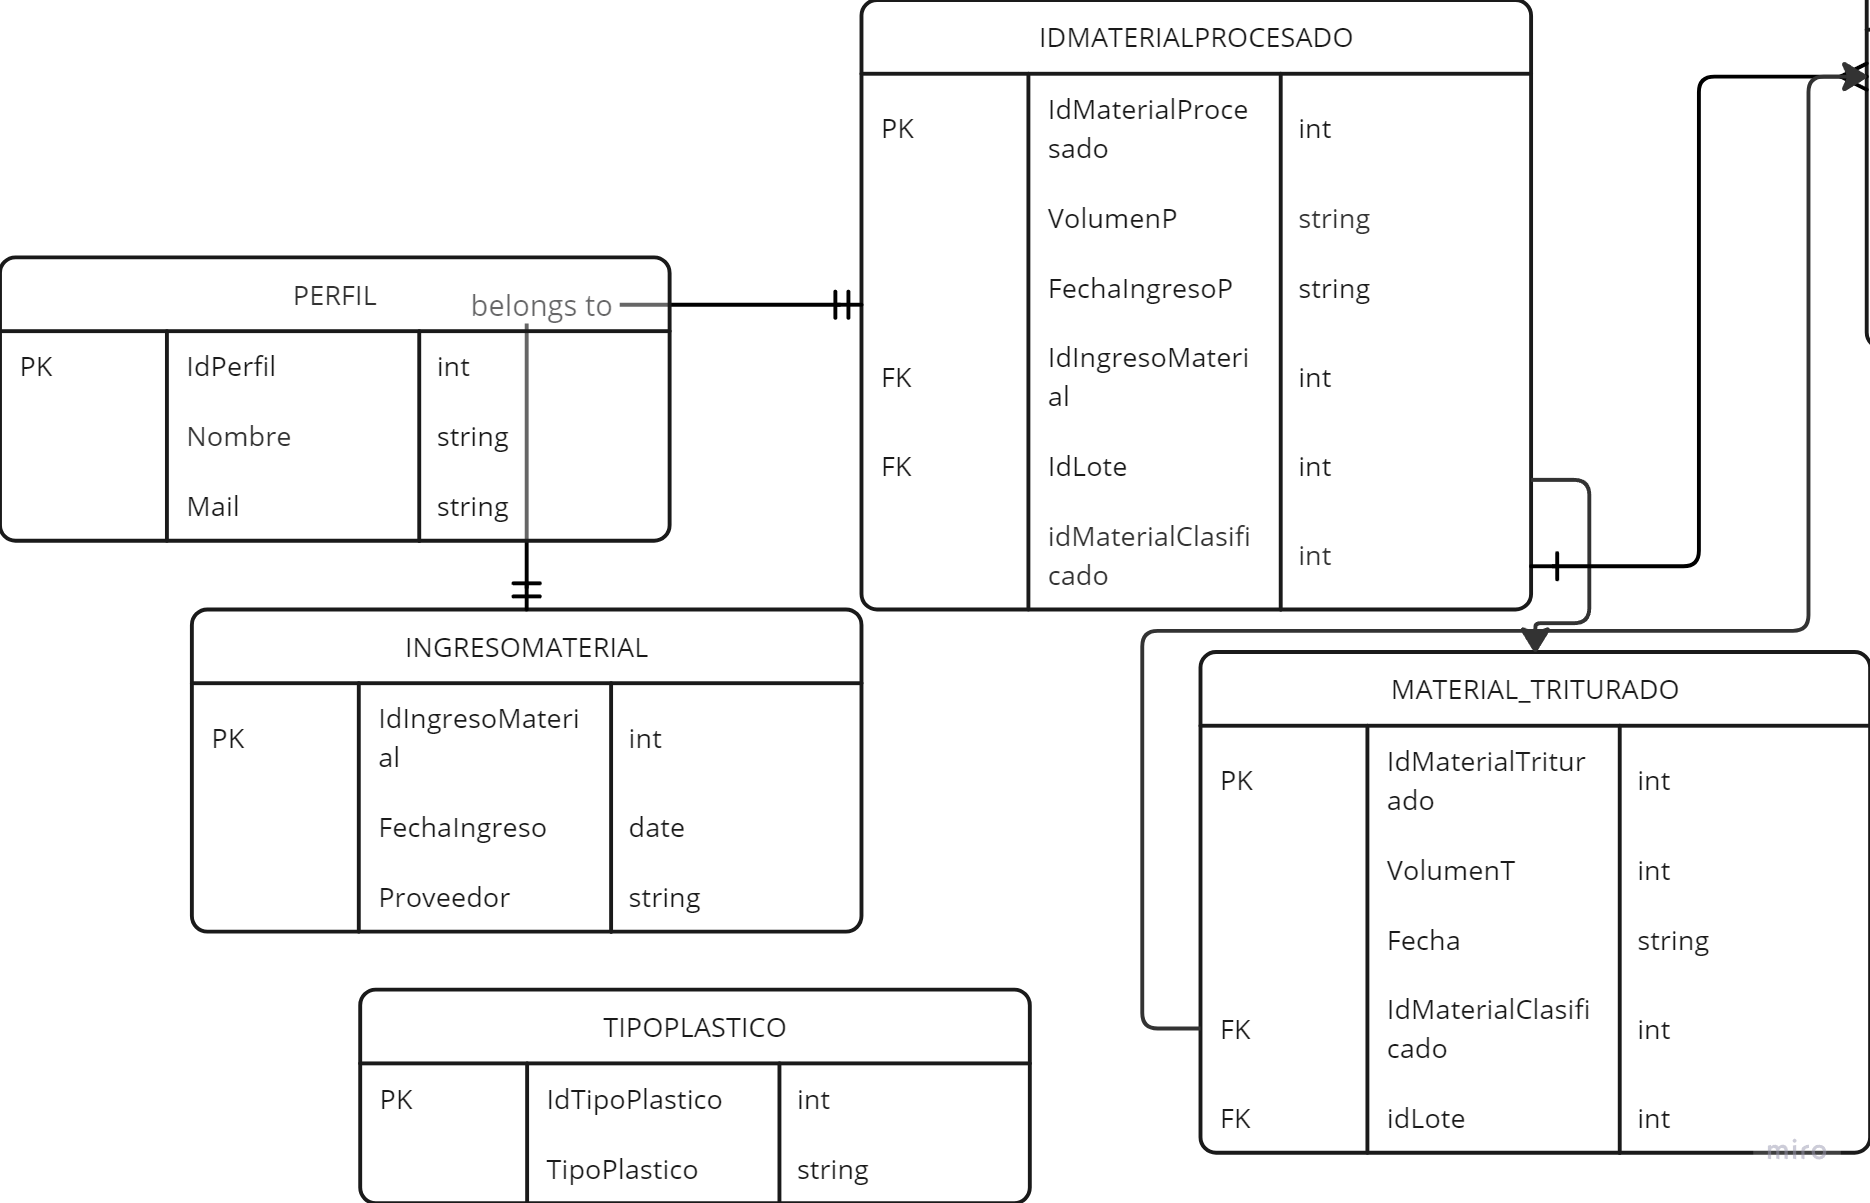 IDMATERIALPROCESADO
PK
IdMaterialProce
sado
int
VolumenP
string
FechaIngresoP
string
FK
IdIngresoMateri
al
int
FK
IdLote
int
idMaterialClasifi
cado
int
PERFIL
belongs to
PK
IdPerfil
int
Nombre
string
Mail
string
INGRESOMATERIAL
PK
IdIngresoMateri
al
int
FechaIngreso
date
Proveedor
string
MATERIAL_TRITURADO
PK
IdMaterialTritur
ado
int
VolumenT
int
Fecha
string
FK
IdMaterialClasifi
cado
int
FK
idLote
int
TIPOPLASTICO
PK
IdTipoPlastico
int
TipoPlastico
string
miro